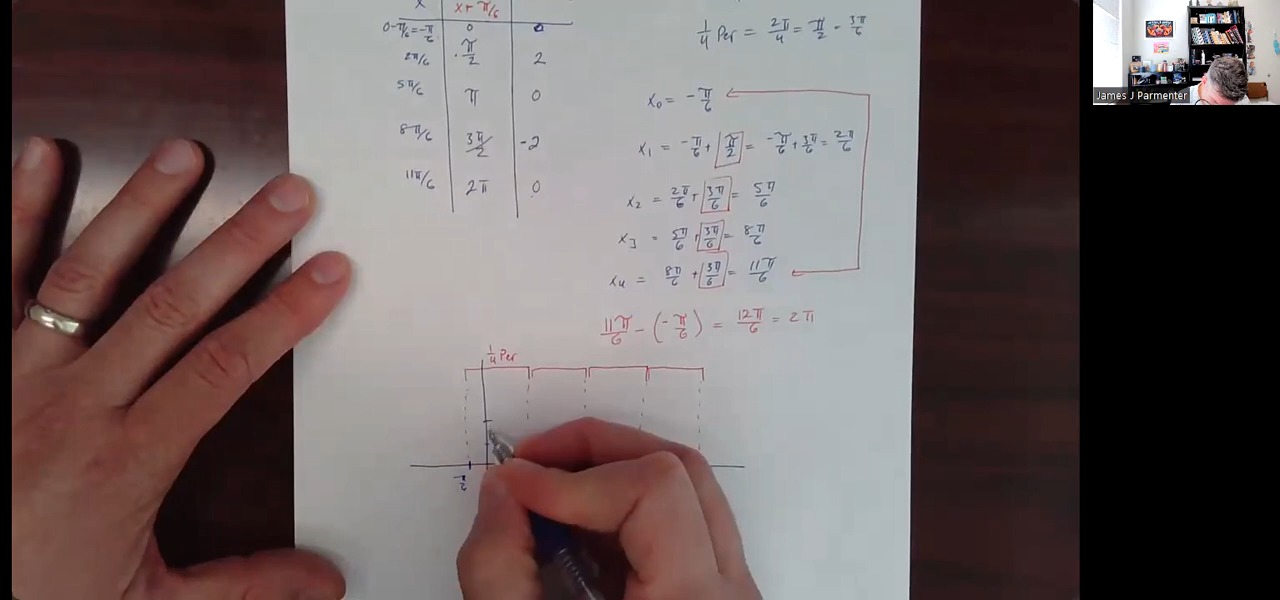 x | x + π/6
0-π/6 = -π/6 | 0 | 0
2π/6 | π/2 | 2
5π/6 | π | 0
8π/6 | 3π/2 | -2
11π/6 | 2π | 0
1/4 Per = 2π/4 = π/2 = 3π/6
x₀ = -π/6
x₁ = -π/6 + π/2 = -π/6 + 3π/6 = 2π/6
x₂ = 2π/6 + 3π/6 = 5π/6
x₃ = 5π/6 + 3π/6 = 8π/6
x₄ = 8π/6 + 3π/6 = 11π/6
11π/6 - (-π/6) = 12π/6 = 2π
1/4 Per
James J Parmenter